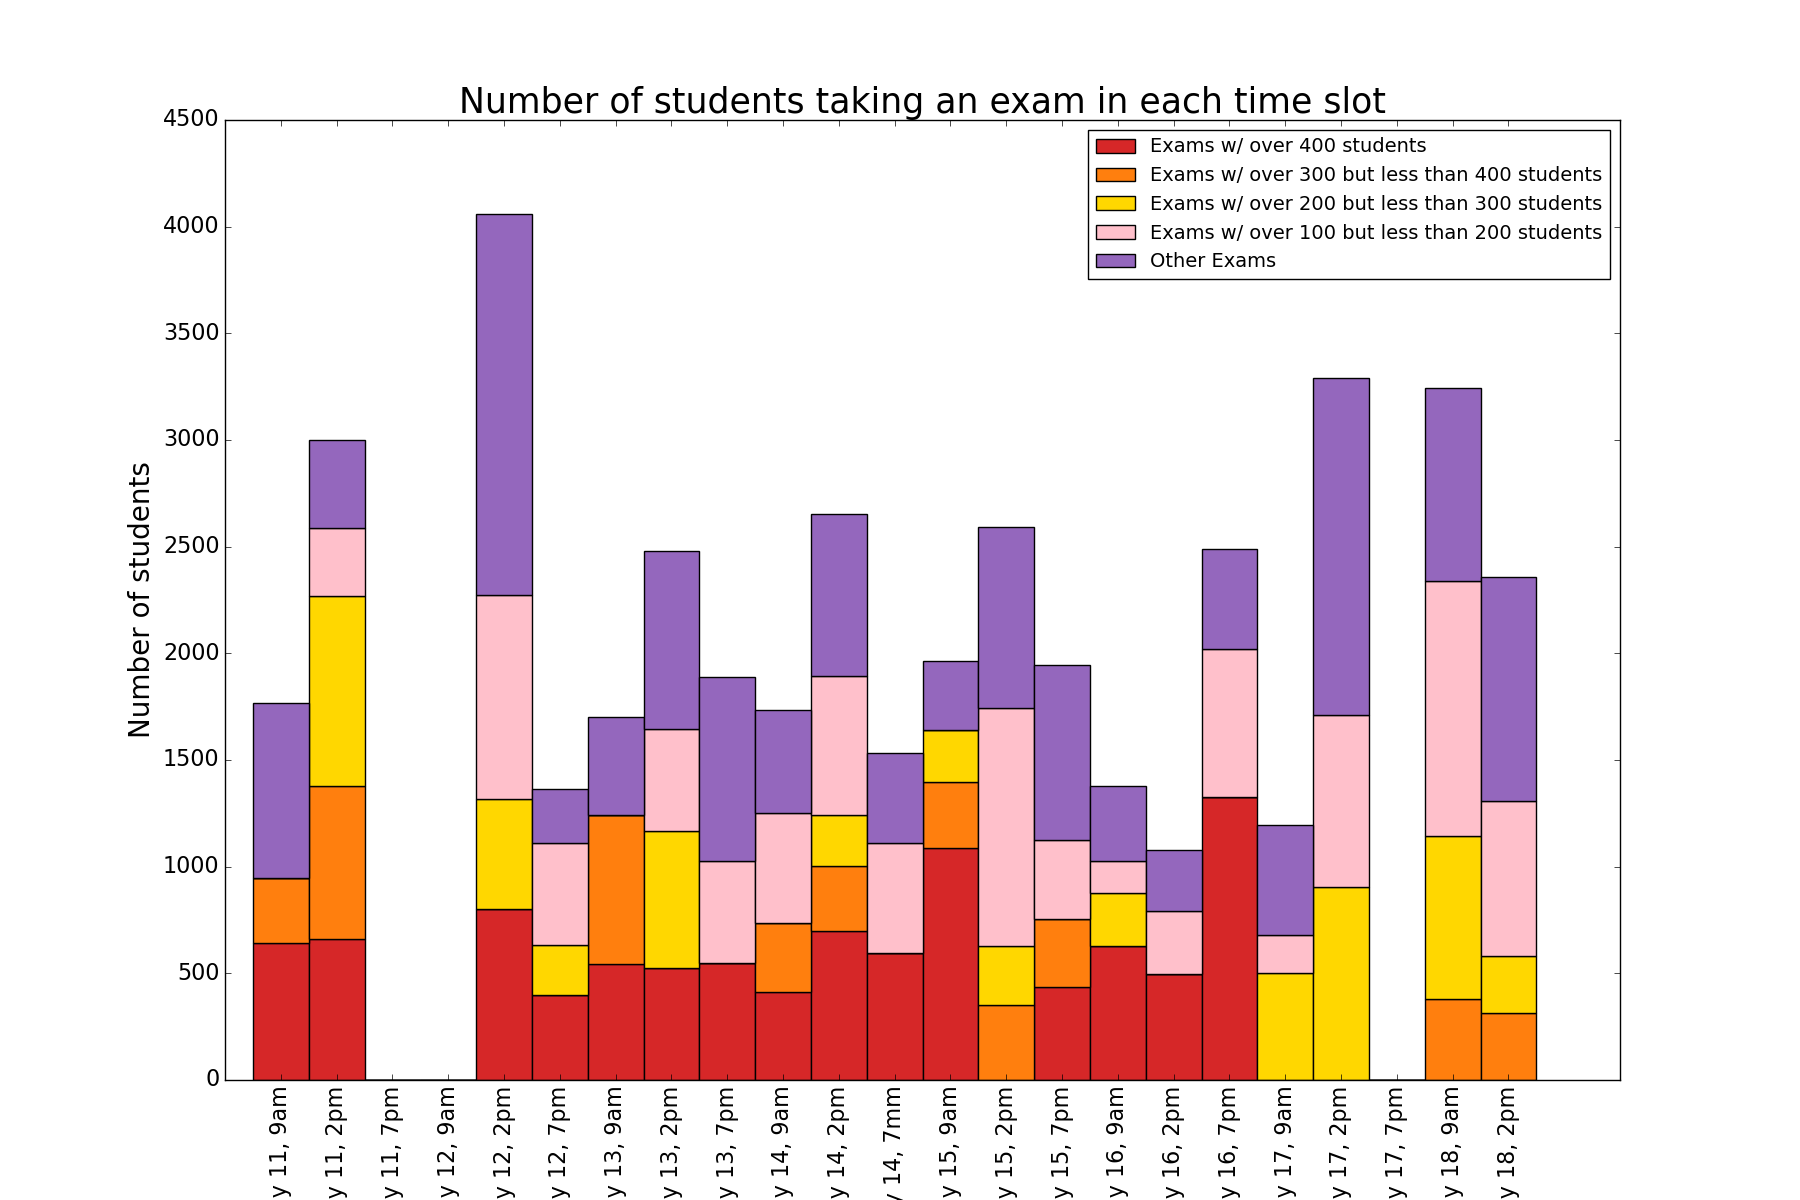 Number of students taking an exam in each time slot
Exams w/ over 400 students
Exams w/ over 300 but less than 400 students
Exams w/ over 200 but less than 300 students
Exams w/ over 100 but less than 200 students
Other Exams
Number of students
4500
4000
3500
3000
2500
2000
1500
1000
500
0
y 11, 9am
y 11, 2pm
y 11, 7pm
y 12, 9am
y 12, 2pm
y 12, 7pm
y 13, 9am
y 13, 2pm
y 13, 7pm
y 14, 9am
y 14, 2pm
y 14, 7mm
y 15, 9am
y 15, 2pm
y 15, 7pm
y 16, 9am
y 16, 2pm
y 16, 7pm
y 17, 9am
y 17, 2pm
y 17, 7pm
y 18, 9am
y 18, 2pm